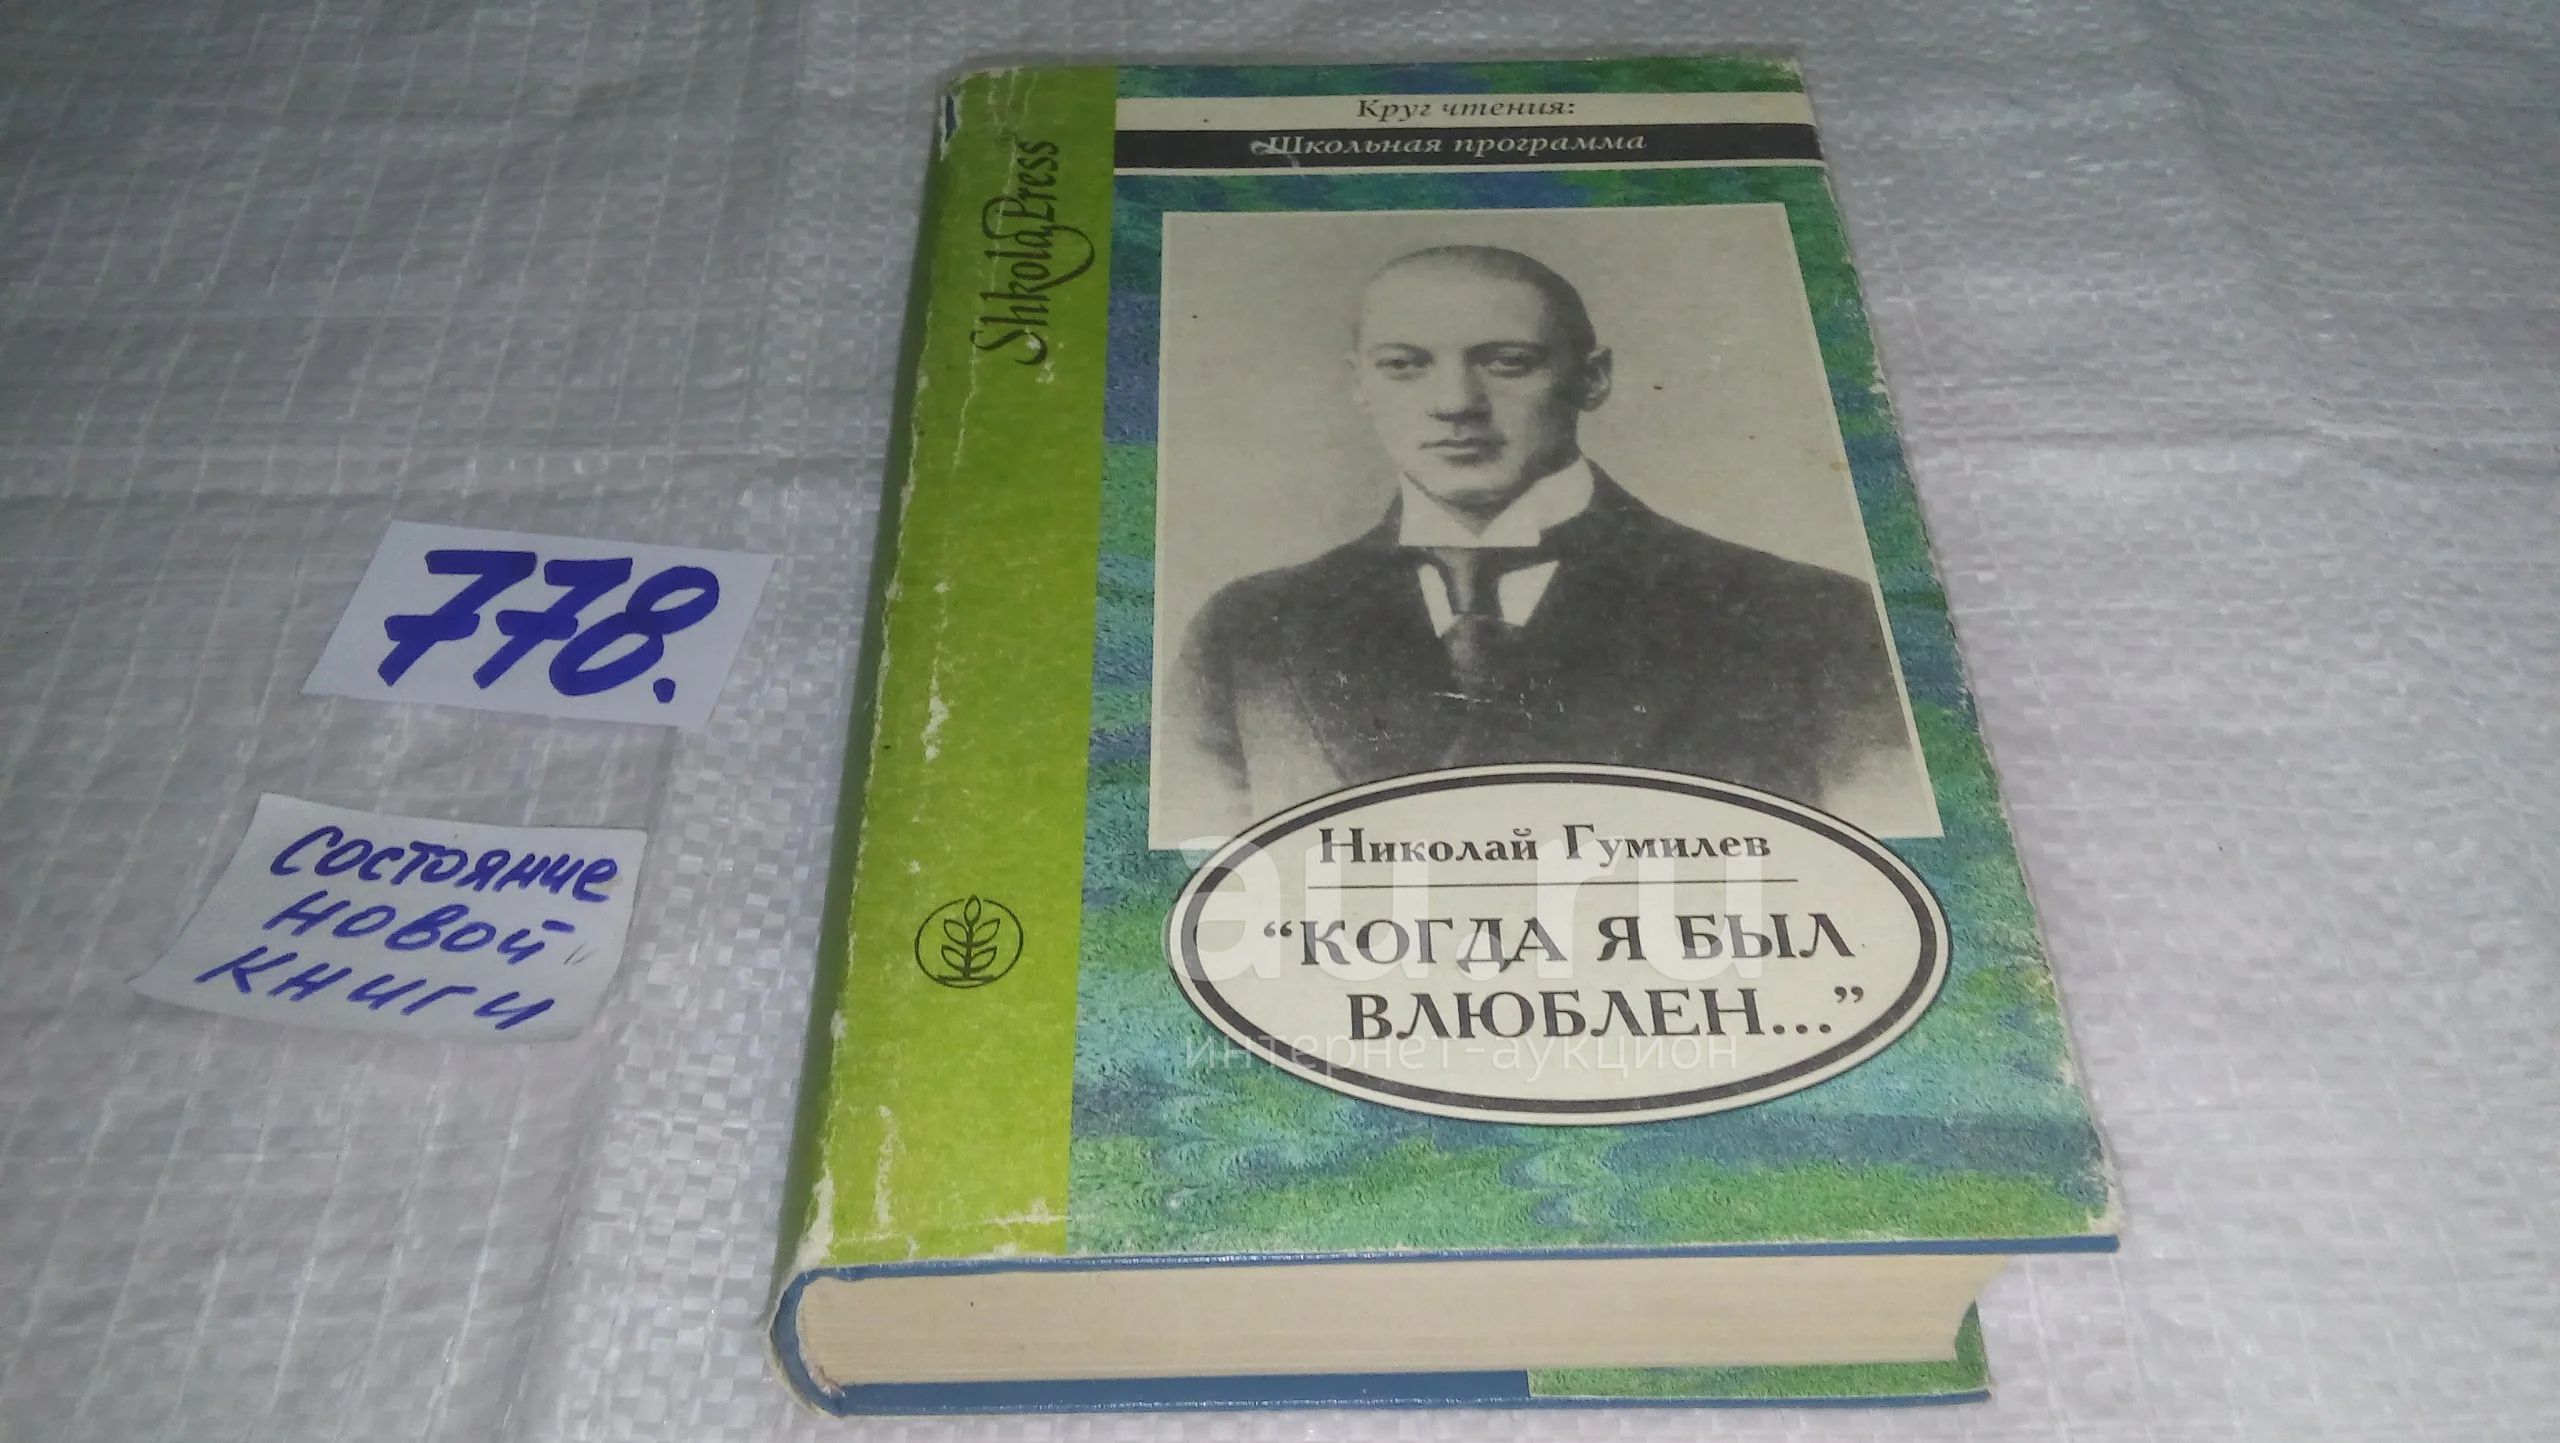 Круг чтения:
Школьная программа
ShkolaPress
778.
состояние
новой
книги
Николай Гумилев
“КОГДА Я БЫЛ
ВЛЮБЛЕН...”
au.ru
интернет-аукцион